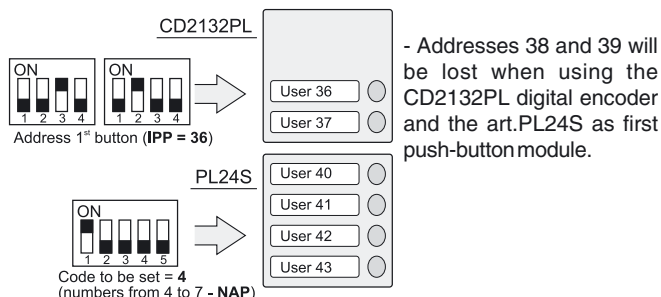 CD2132PL
ON
1 2 3 4
ON
1 2 3 4
Address 1st button (IPP = 36)
User 36
User 37
PL24S
ON
1 2 3 4 5
Code to be set = 4
(numbers from 4 to 7 - NAP)
User 40
User 41
User 42
User 43
- Addresses 38 and 39 will
be lost when using the
CD2132PL digital encoder
and the art.PL24S as first
push-button module.